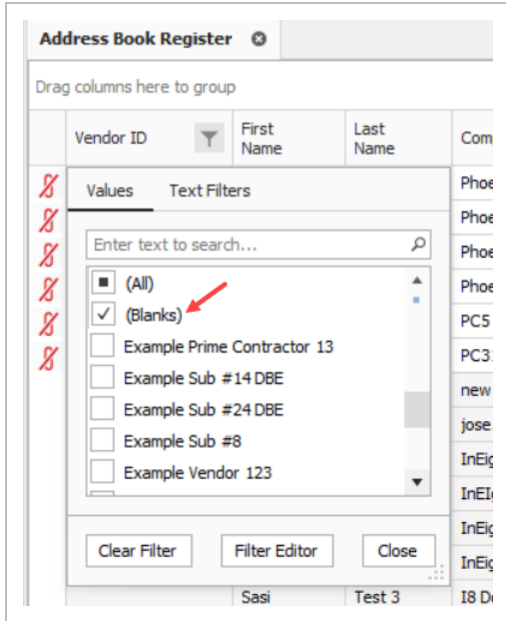 Address Book Register
Drag columns here to group
Vendor ID
First
Name
Last
Name
Com
Values
Text Filters
Enter text to search...
(All)
(Blanks)
Example Prime Contractor 13
Example Sub #14 DBE
Example Sub #24 DBE
Example Sub #8
Example Vendor 123
Clear Filter
Filter Editor
Close
Phoe
Phoe
Phoe
Phoe
PC5
PC31
new
jose
InEig
InEIg
InEig
InEig
Sasi
Test 3
I8 De